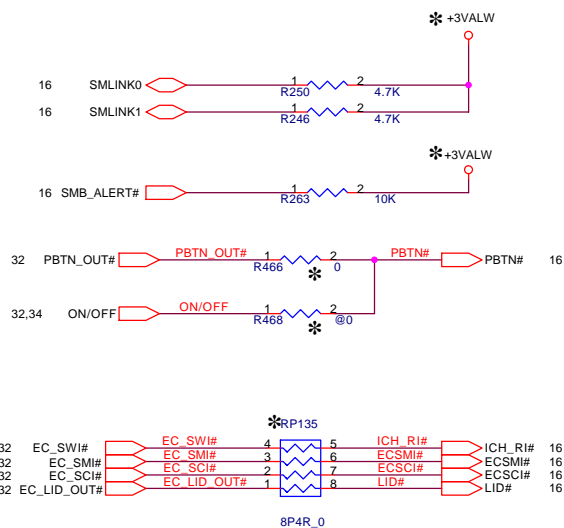 ✻ +3VALW
16 SMLINK0 1 R250 2 4.7K
16 SMLINK1 1 R246 2 4.7K
✻ +3VALW
16 SMB_ALERT# 1 R263 2 10K
32 PBTN_OUT# PBTN_OUT# 1 R466 2 0 PBTN# PBTN# 16
✻
32,34 ON/OFF ON/OFF 1 R468 2 @0
✻
✻ RP135
32 EC_SWI# EC_SWI# 4 5 ICH_RI# ICH_RI# 16
32 EC_SMI# EC_SMI# 3 6 ECSMI# ECSMI# 16
32 EC_SCI# EC_SCI# 2 7 ECSCI# ECSCI# 16
32 EC_LID_OUT# EC_LID_OUT# 1 8 LID# LID# 16
8P4R_0